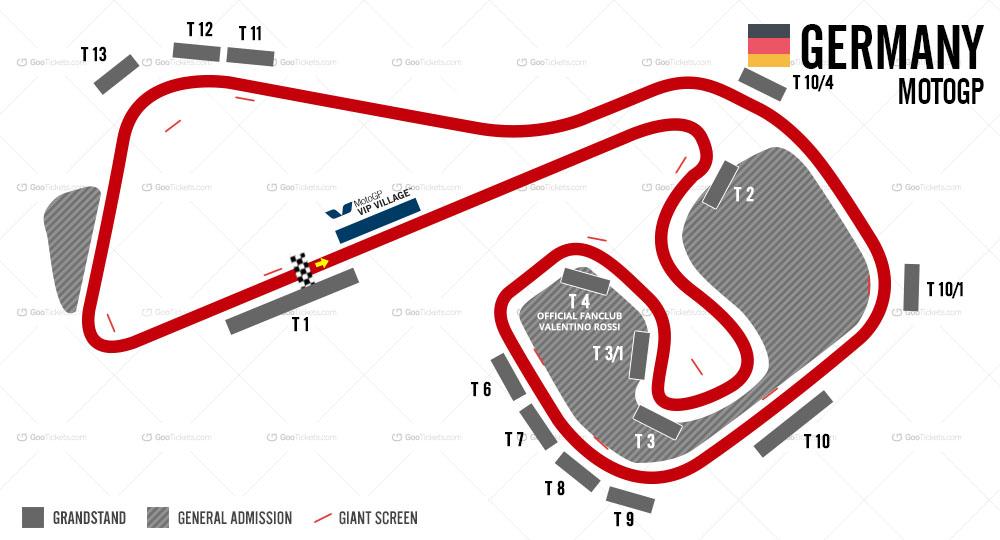 GERMANY
MOTOGP
T 12
T 11
T 13
T 10/4
T 2
MotoGP
VIP VILLAGE
T 1
T 4
OFFICIAL FANCLUB
VALENTINO ROSSI
T 3/1
T 10/1
T 6
T 7
T 3
T 10
T 8
T 9
GRANDSTAND
GENERAL ADMISSION
GIANT SCREEN
GooTickets.com